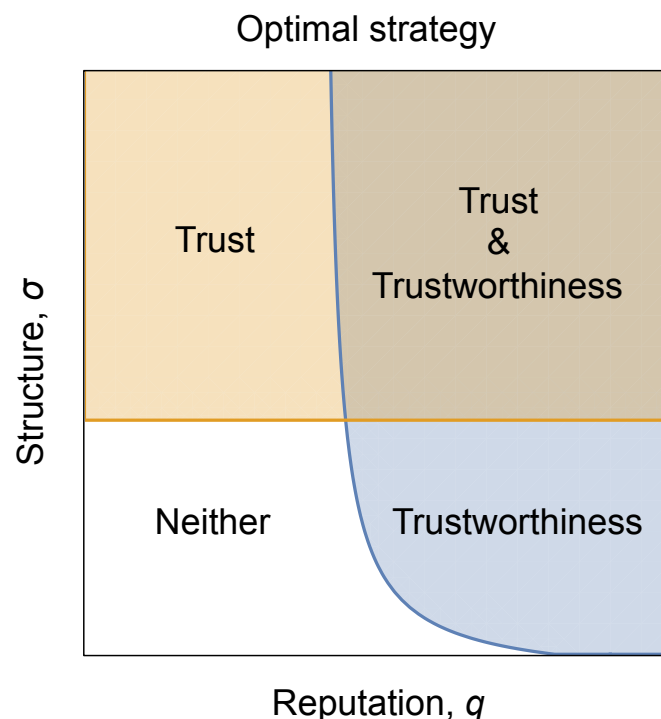 Optimal strategy
Trust
Trust
&
Trustworthiness
Structure, σ
Neither
Trustworthiness
Reputation, q